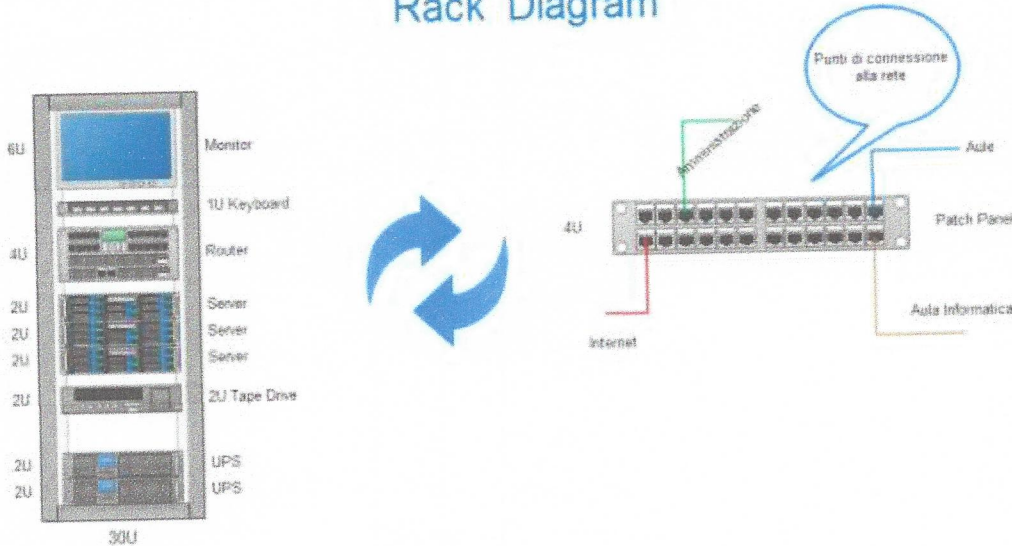 Rack Diagram
6U
Monitor
1U Keyboard
4U
Router
2U
Server
2U
Server
2U
Server
2U
2U Tape Drive
2U
UPS
2U
UPS
30U
Punti di connessione
alla rete
Amministrazione
Aule
4U
Patch Panel
Internet
Aula Informatica